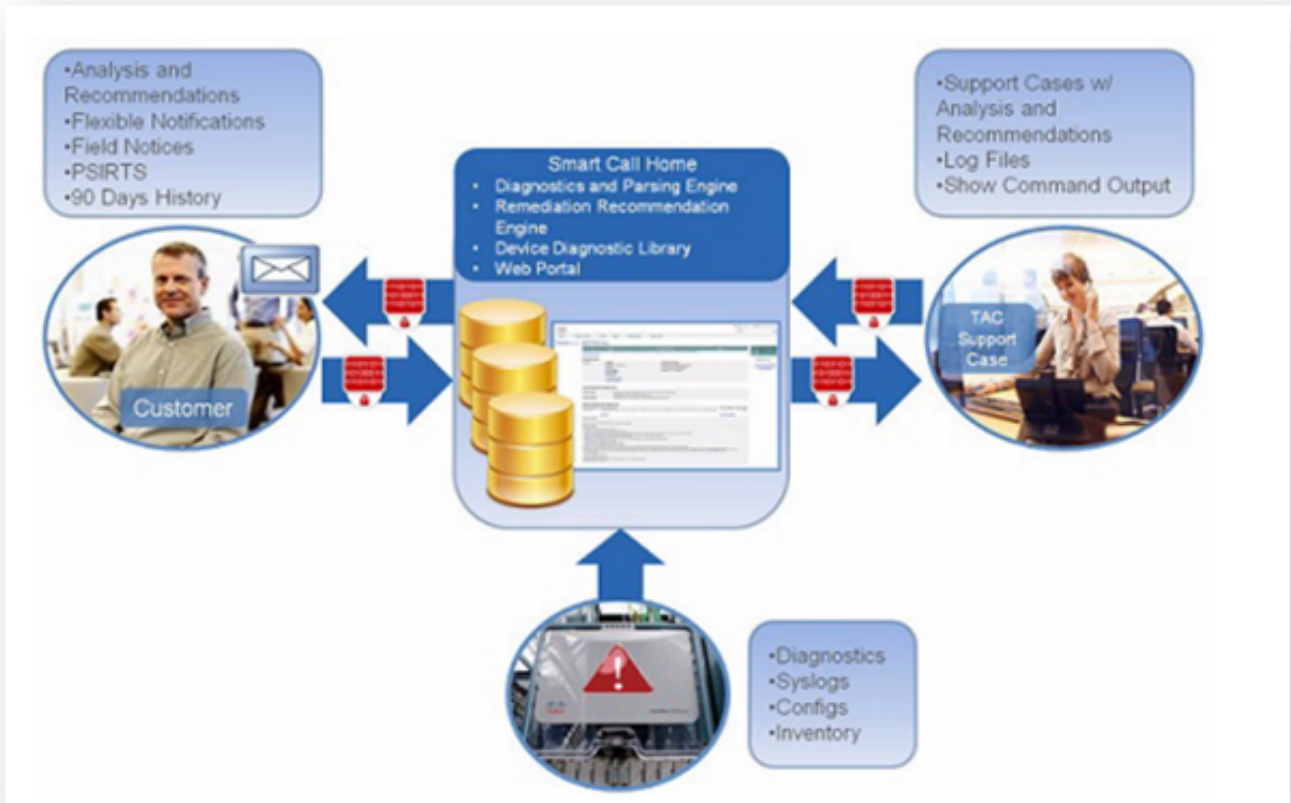 •Analysis and
Recommendations
•Flexible Notifications
•Field Notices
•PSIRTS
•90 Days History
Customer
Smart Call Home
• Diagnostics and Parsing Engine
• Remediation Recommendation
Engine
• Device Diagnostic Library
• Web Portal
•Support Cases w/
Analysis and
Recommendations
•Log Files
•Show Command Output
TAC
Support
Case
•Diagnostics
•Syslogs
•Configs
•Inventory